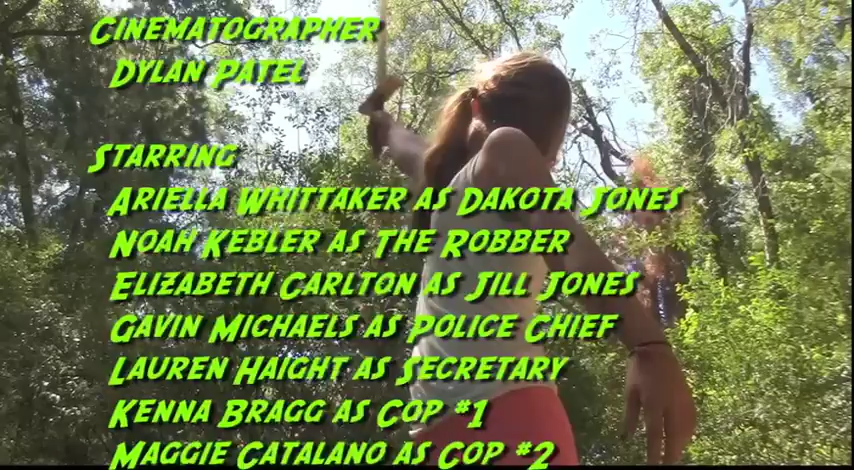 CINEMATOGRAPHER
DYLAN PATEL
STARRING
ARIELLA WHITTAKER AS DAKOTA JONES
NOAH KEBLER AS THE ROBBER
ELIZABETH CARLTON AS JILL JONES
GAVIN MICHAELS AS POLICE CHIEF
LAUREN HAIGHT AS SECRETARY
KENNA BRAGG AS COP #1
MAGGIE CATALANO AS COP #2